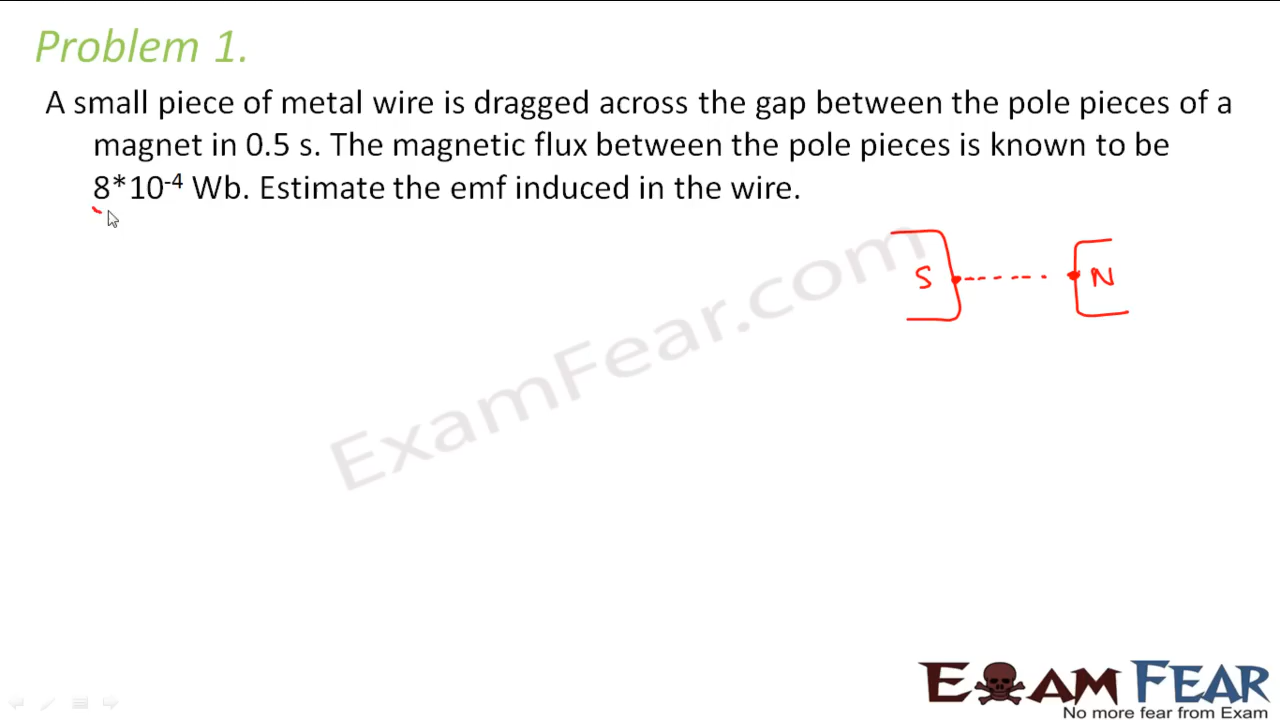 Problem 1.
A small piece of metal wire is dragged across the gap between the pole pieces of a
magnet in 0.5 s. The magnetic flux between the pole pieces is known to be
8*10⁻⁴ Wb. Estimate the emf induced in the wire.
S N
ExamFear.com
EXAM FEAR
No more fear from Exam